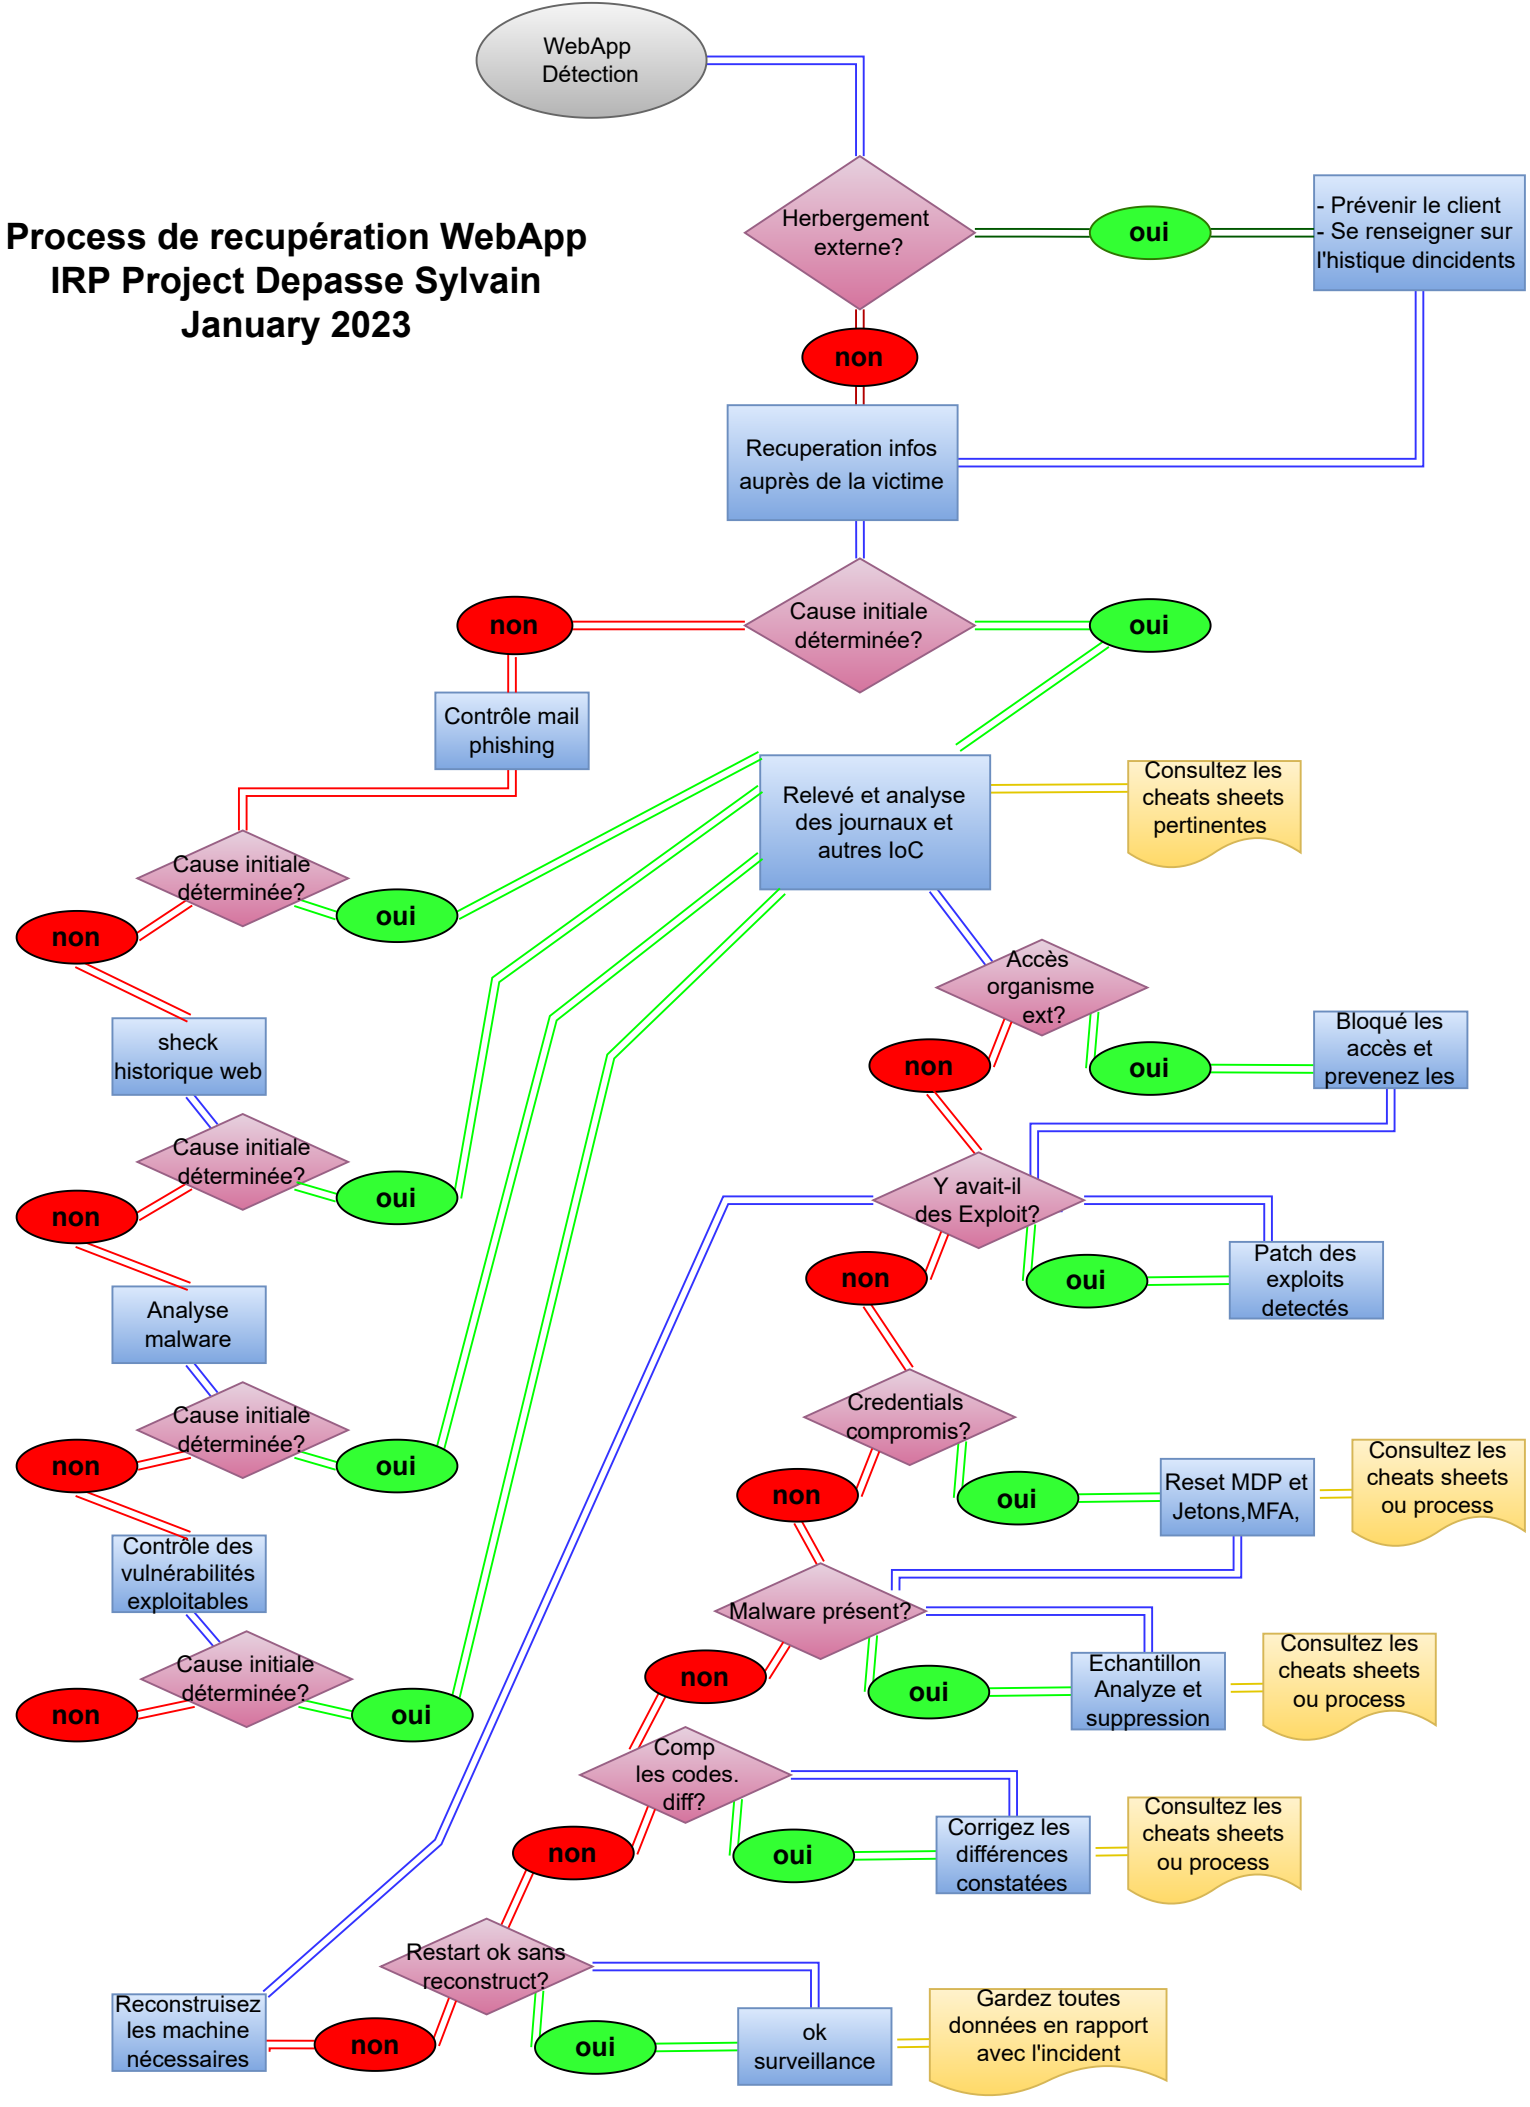 WebApp
Détection
Process de recupération WebApp
IRP Project Depasse Sylvain
January 2023
Herbergement
externe?
oui
- Prévenir le client
- Se renseigner sur
l'histique dincidents
non
Recuperation infos
auprès de la victime
non
Cause initiale
déterminée?
oui
Contrôle mail
phishing
Relevé et analyse
des journaux et
autres IoC
Consultez les
cheats sheets
pertinentes
Cause initiale
déterminée?
non
oui
Accès
organisme
ext?
non
oui
Bloqué les
accès et
prevenez les
sheck
historique web
Cause initiale
déterminée?
non
oui
Y avait-il
des Exploit?
non
oui
Patch des
exploits
detectés
Analyse
malware
Cause initiale
déterminée?
non
oui
Credentials
compromis?
non
oui
Reset MDP et
Jetons,MFA,
Consultez les
cheats sheets
ou process
Contrôle des
vulnérabilités
exploitables
Malware présent?
non
oui
Echantillon
Analyze et
suppression
Consultez les
cheats sheets
ou process
Cause initiale
déterminée?
non
oui
Comp
les codes.
diff?
non
oui
Corrigez les
différences
constatées
Consultez les
cheats sheets
ou process
Restart ok sans
reconstruct?
Reconstruisez
les machine
nécessaires
non
oui
ok
surveillance
Gardez toutes
données en rapport
avec l'incident